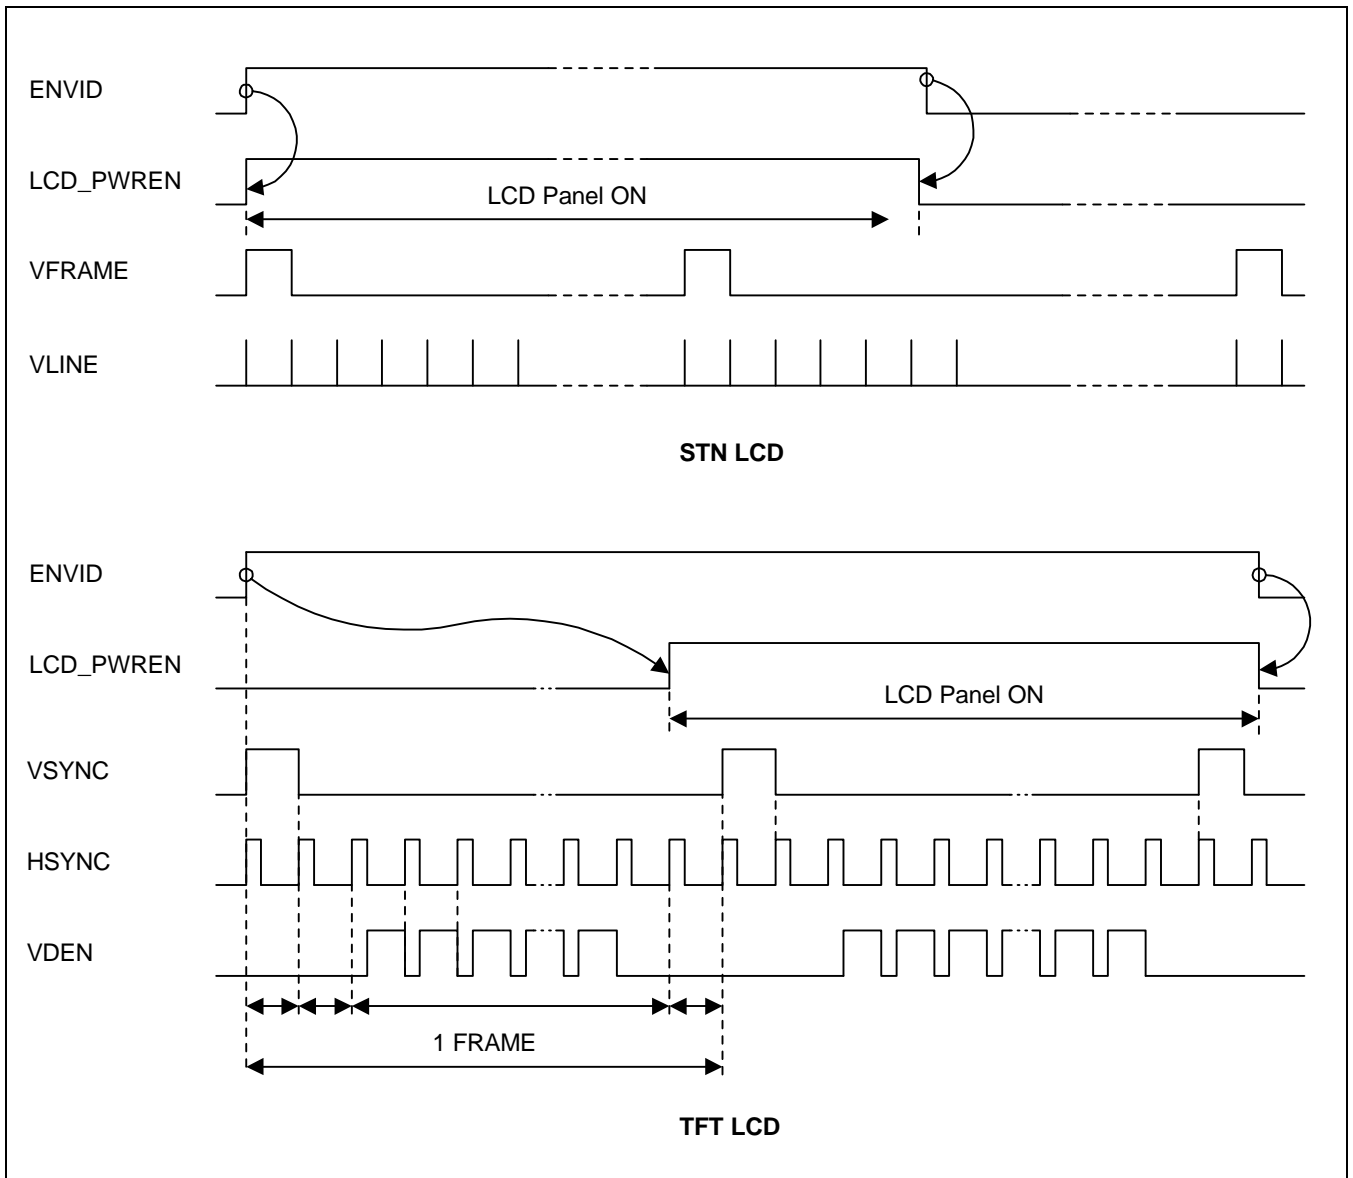 ENVID
LCD_PWREN
LCD Panel ON
VFRAME
VLINE
STN LCD
ENVID
LCD_PWREN
LCD Panel ON
VSYNC
HSYNC
VDEN
1 FRAME
TFT LCD